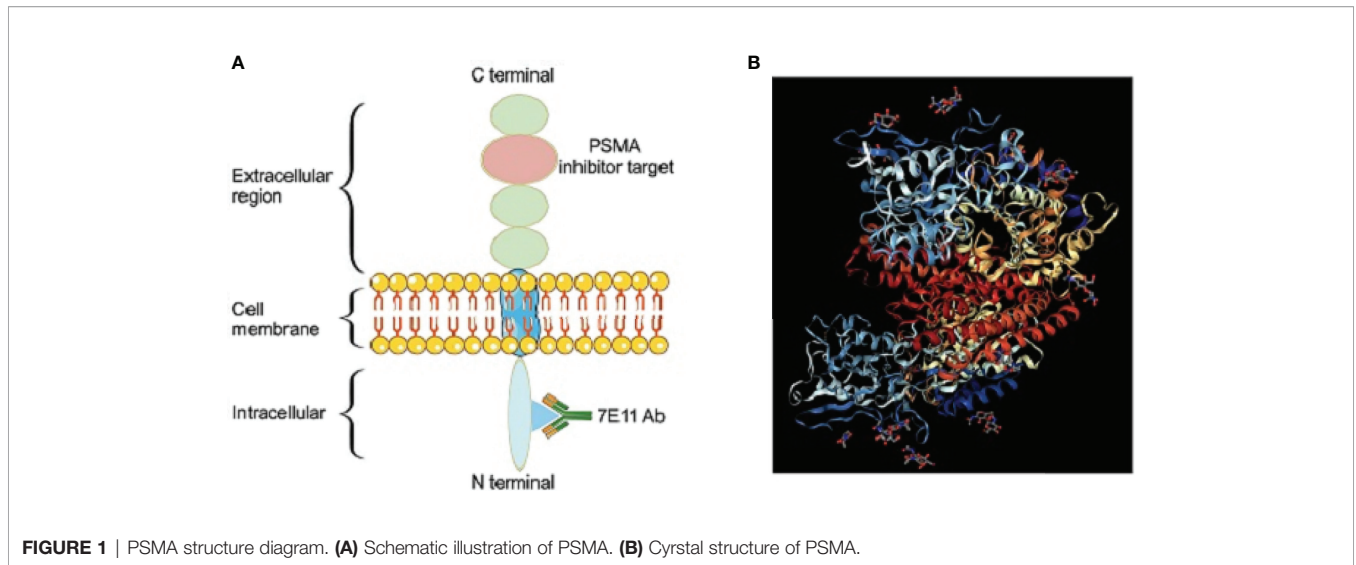 A
C terminal
Extracellular
region
PSMA
inhibitor target
Cell
membrane
Intracellular
7E11 Ab
N terminal
B
FIGURE 1 | PSMA structure diagram. (A) Schematic illustration of PSMA. (B) Cyrstal structure of PSMA.